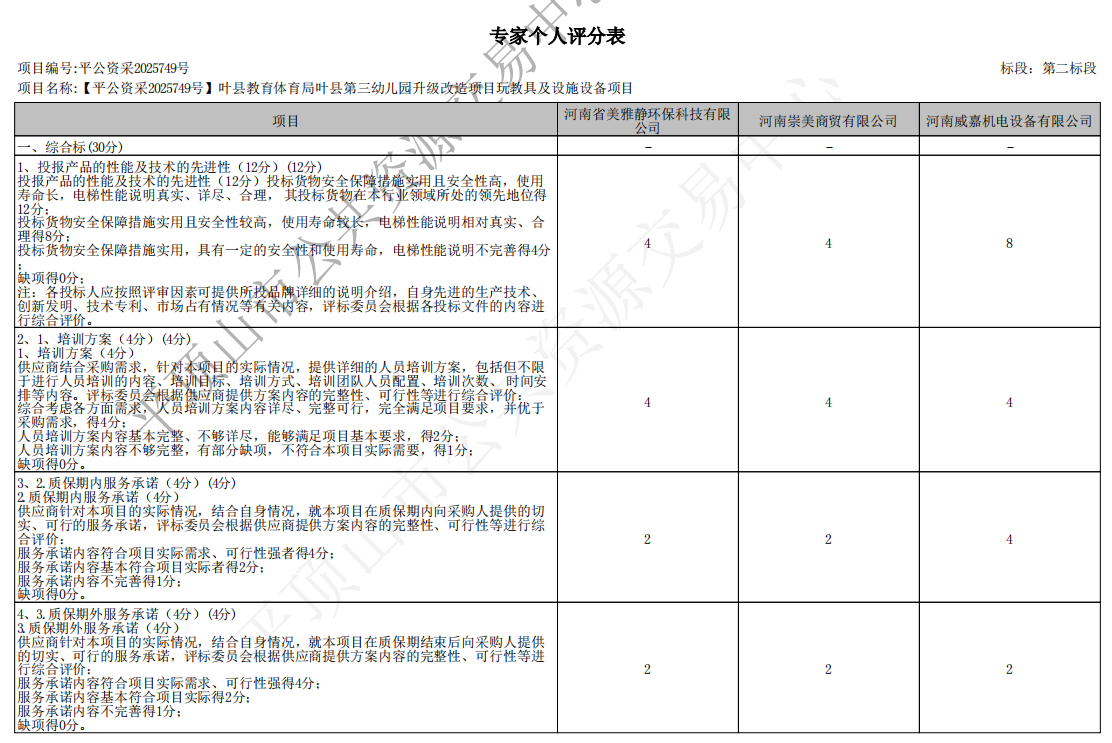 专家个人评分表
项目编号:平公资采2025749号
标段：第二标段
项目名称:【平公资采2025749号】叶县教育体育局叶县第三幼儿园升级改造项目玩教具及设施设备项目
项目
河南省美雅静环保科技有限
公司
河南崇美商贸有限公司
河南威嘉机电设备有限公司
一、综合标(30分)
–
–
–
1、投报产品的性能及技术的先进性（12分）(12分)
投报产品的性能及技术的先进性（12分）投标货物安全保障措施实用且安全性高，使用
寿命长，电梯性能说明真实、详尽、合理， 其投标货物在本行业领域所处的领先地位得
12分；
投标货物安全保障措施实用且安全性较高，使用寿命较长，电梯性能说明相对真实、合
理得8分；
投标货物安全保障措施实用，具有一定的安全性和使用寿命，电梯性能说明不完善得4分
；
缺项得0分；
注：各投标人应按照评审因素可提供所投品牌详细的说明介绍，自身先进的生产技术、
创新发明、技术专利、市场占有情况等有关内容，评标委员会根据各投标文件的内容进
行综合评价。
4
4
8
2、1、培训方案（4分）(4分)
1、培训方案（4分）
供应商结合采购需求，针对本项目的实际情况，提供详细的人员培训方案，包括但不限
于进行人员培训的内容、培训目标、培训方式、培训团队人员配置、培训次数、 时间安
排等内容。评标委员会根据供应商提供方案内容的完整性、可行性等进行综合评价：
综合考虑各方面需求，人员培训方案内容详尽、完整可行，完全满足项目要求，并优于
采购需求，得4分；
人员培训方案内容基本完整、不够详尽，能够满足项目基本要求，得2分；
人员培训方案内容不够完整，有部分缺项，不符合本项目实际需要，得1分；
缺项得0分。
4
4
4
3、2.质保期内服务承诺（4分）(4分)
2.质保期内服务承诺（4分）
供应商针对本项目的实际情况，结合自身情况，就本项目在质保期内向采购人提供的切
实、可行的服务承诺，评标委员会根据供应商提供方案内容的完整性、可行性等进行综
合评价：
服务承诺内容符合项目实际需求、可行性强者得4分；
服务承诺内容基本符合项目实际者得2分；
服务承诺内容不完善得1分；
缺项得0分。
2
2
4
4、3.质保期外服务承诺（4分）(4分)
3.质保期外服务承诺（4分）
供应商针对本项目的实际情况，结合自身情况，就本项目在质保期结束后向采购人提供
的切实、可行的服务承诺，评标委员会根据供应商提供方案内容的完整性、可行性等进
行综合评价：
服务承诺内容符合项目实际需求、可行性强得4分；
服务承诺内容基本符合项目实际得2分；
服务承诺内容不完善得1分；
缺项得0分。
2
2
2
平顶山市公共资源交易中心
平顶山市公共资源交易中心